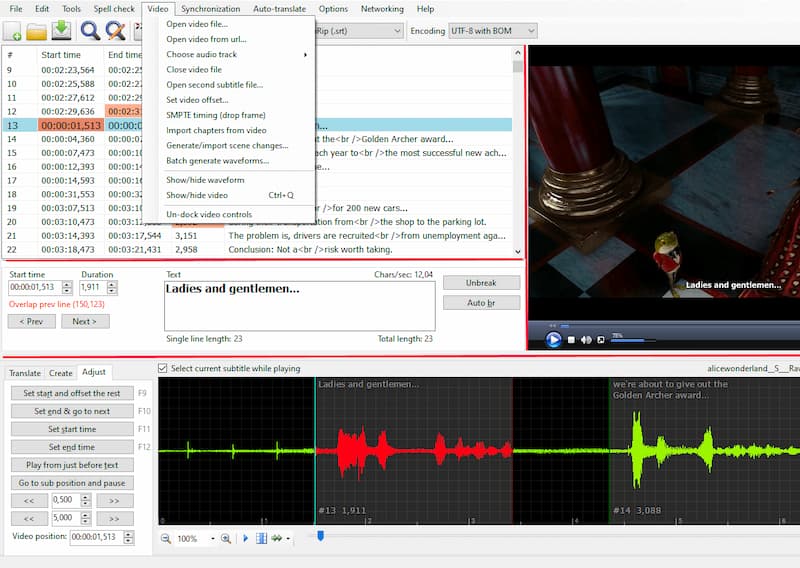 File Edit Tools Spell check Video Synchronization Auto-translate Options Networking Help
Rip (.srt) Encoding UTF-8 with BOM
Open video file...
Open video from url...
Choose audio track
Close video file
Open second subtitle file...
Set video offset...
SMPTE timing (drop frame)
Import chapters from video
Generate/import scene changes...
Batch generate waveforms...
Show/hide waveform
Show/hide video Ctrl+Q
Un-dock video controls
# Start time End time
9 00:02:23,564 00:02:25
10 00:02:25,588 00:02:27
11 00:02:27,612 00:02:29
12 00:02:29,636 00:02:3
13 00:00:01,513 00:00:0 n...
14 00:00:04,360 00:00:0 t the<br />Golden Archer award...
15 00:00:07,473 00:00:1 ach year to<br />the most successful new ach...
16 00:00:12,393 00:00:1 e...
17 00:00:14,593 00:00:1
18 00:00:31,553 00:00:3
19 00:02:53,276 00:02:5 />for 200 new cars...
20 00:03:10,443 the shop to the parking lot.
21 00:03:14,393 00:03:17,544 3,151 The problem is, drivers are recruited<br />from unemployment aga...
22 00:03:18,473 00:03:21,431 2,958 Conclusion: Not a<br />risk worth taking.
Ladies and gentlemen...
78%
Start time Duration Text Chars/sec: 12,04
00:00:01,513 1,911 Ladies and gentlemen...
Overlap prev line (150,123)
< Prev Next >
Unbreak
Auto br
Single line length: 23 Total length: 23
Translate Create Adjust
Select current subtitle while playing
alicewonderland__S__Rav
Set start and offset the rest F9
Set end & go to next F10
Set start time F11
Set end time F12
Play from just before text
Go to sub position and pause
<< 0,500 >>
<< 5,000 >>
Video position: 00:00:01,513
Ladies and gentlemen...
we're about to give out the
Golden Archer award...
#13 1,911
#14 3,088
0 1 2 3 4 5 6
100%